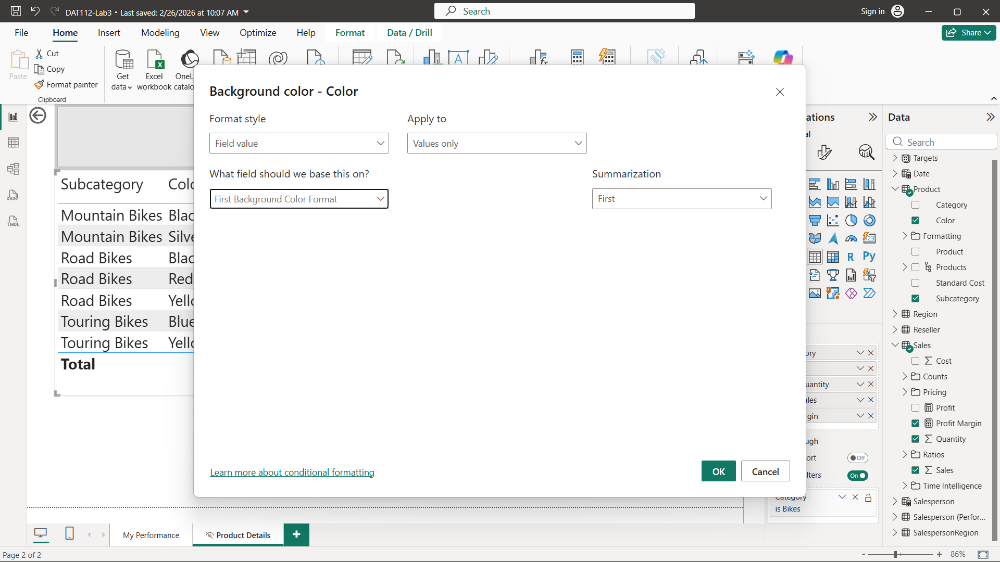 DAT112-Lab3 • Last saved: 2/26/2026 at 10:07 AM
Search
Sign in
File
Home
Insert
Modeling
View
Optimize
Help
Format
Data / Drill
Share
Paste
Cut
Copy
Format painter
Clipboard
Get
data
Excel
workbook
OneL
catalo
Background color - Color
Format style
Field value
Apply to
Values only
What field should we base this on?
First Background Color Format
Summarization
First
Learn more about conditional formatting
OK
Cancel
Subcategory
Colo
Mountain Bikes Blac
Mountain Bikes Silve
Road Bikes Blac
Road Bikes Red
Road Bikes Yello
Touring Bikes Blue
Touring Bikes Yello
Total
DAX
TMDL
ations
al
123
R
Py
ory
uantity
ales
rgin
ugh
ort
Off
lters
On
Category
is Bikes
Data
Search
Targets
Date
Product
Category
Color
Formatting
Product
Products
Standard Cost
Subcategory
Region
Reseller
Sales
Cost
Counts
Pricing
Profit
Profit Margin
Quantity
Ratios
Sales
Time Intelligence
Salesperson
Salesperson (Perfor...
SalespersonRegion
My Performance
Product Details
+
Page 2 of 2
- + 86%